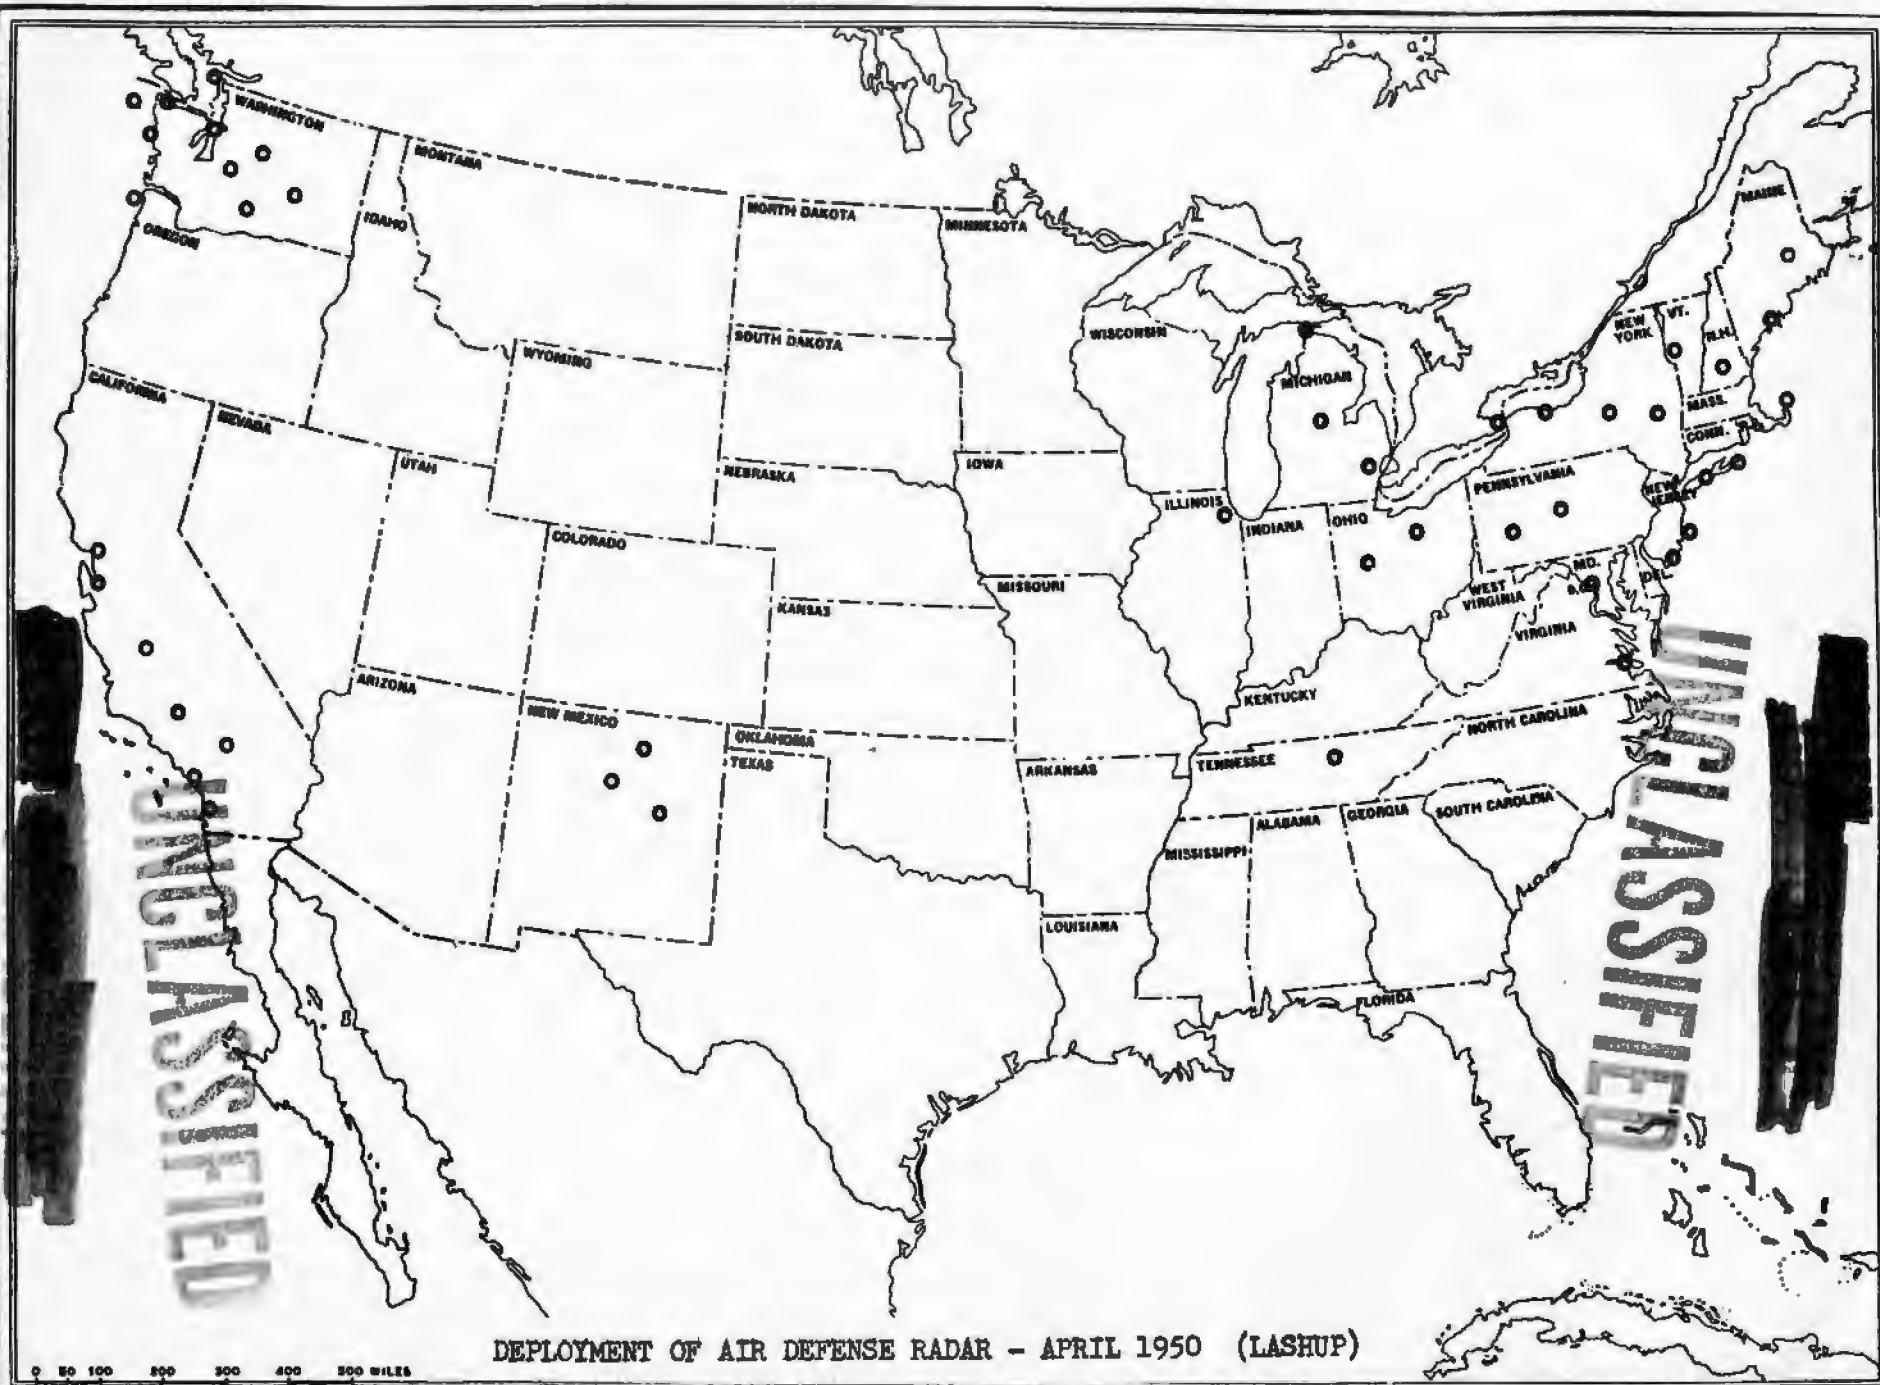 WASHINGTON
MONTANA
NORTH DAKOTA
MINNESOTA
MAINE
IDAHO
OREGON
WISCONSIN
NEW
YORK
VT.
N.H.
WYOMING
SOUTH DAKOTA
MICHIGAN
CALIFORNIA
NEVADA
MASS.
CONN.
UTAH
NEBRASKA
IOWA
ILLINOIS
PENNSYLVANIA
NEW
JERSEY
COLORADO
INDIANA
OHIO
MISSOURI
WEST
VIRGINIA
MD.
DEL.
KANSAS
VIRGINIA
ARIZONA
NEW MEXICO
KENTUCKY
OKLAHOMA
TEXAS
ARKANSAS
TENNESSEE
NORTH CAROLINA
MISSISSIPPI
ALABAMA
GEORGIA
SOUTH CAROLINA
LOUISIANA
FLORIDA
UNCLASSIFIED
UNCLASSIFIED
DEPLOYMENT OF AIR DEFENSE RADAR - APRIL 1950 (LASHUP)
0 50 100 200 300 400 500 MILES